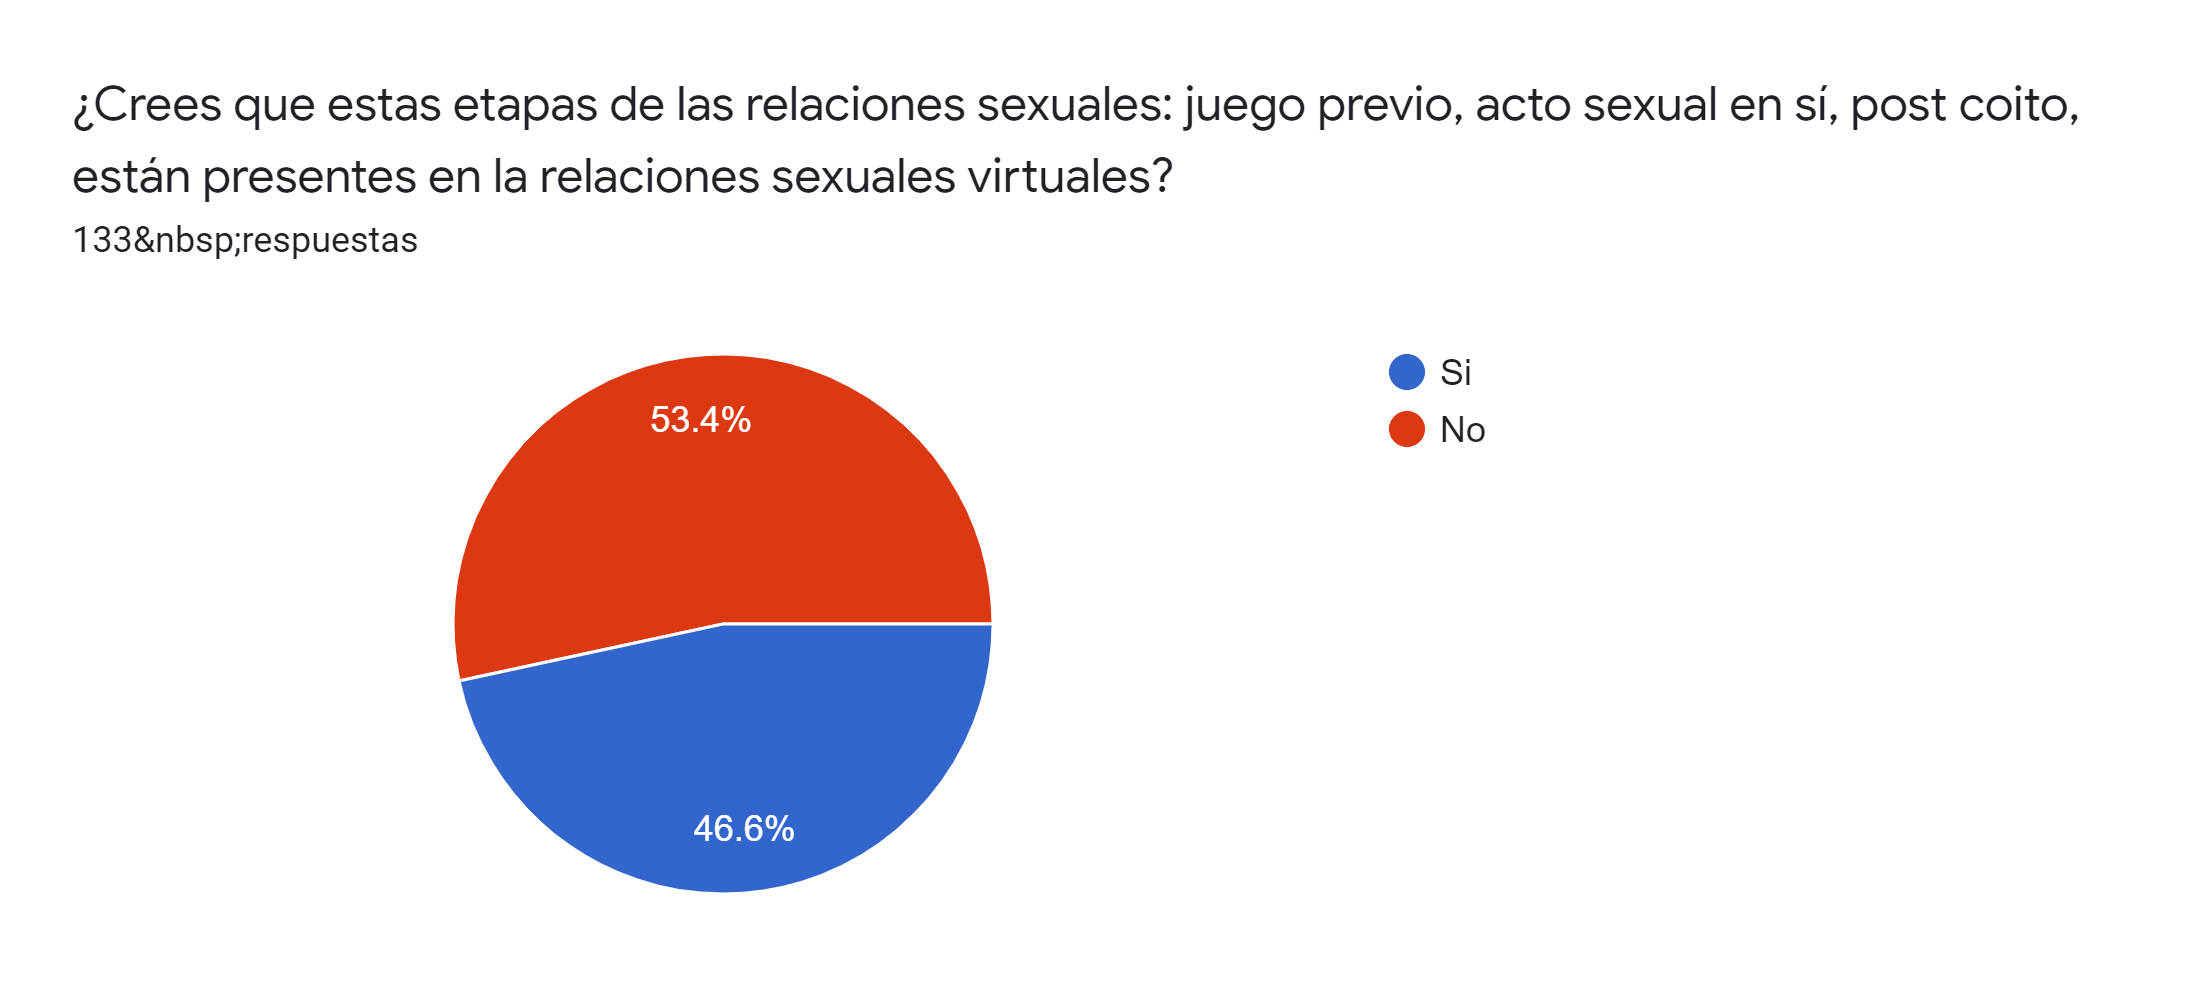 ¿Crees que estas etapas de las relaciones sexuales: juego previo, acto sexual en sí, post coito,
están presentes en la relaciones sexuales virtuales?
133&nbsp;respuestas
Si
No
53.4%
46.6%